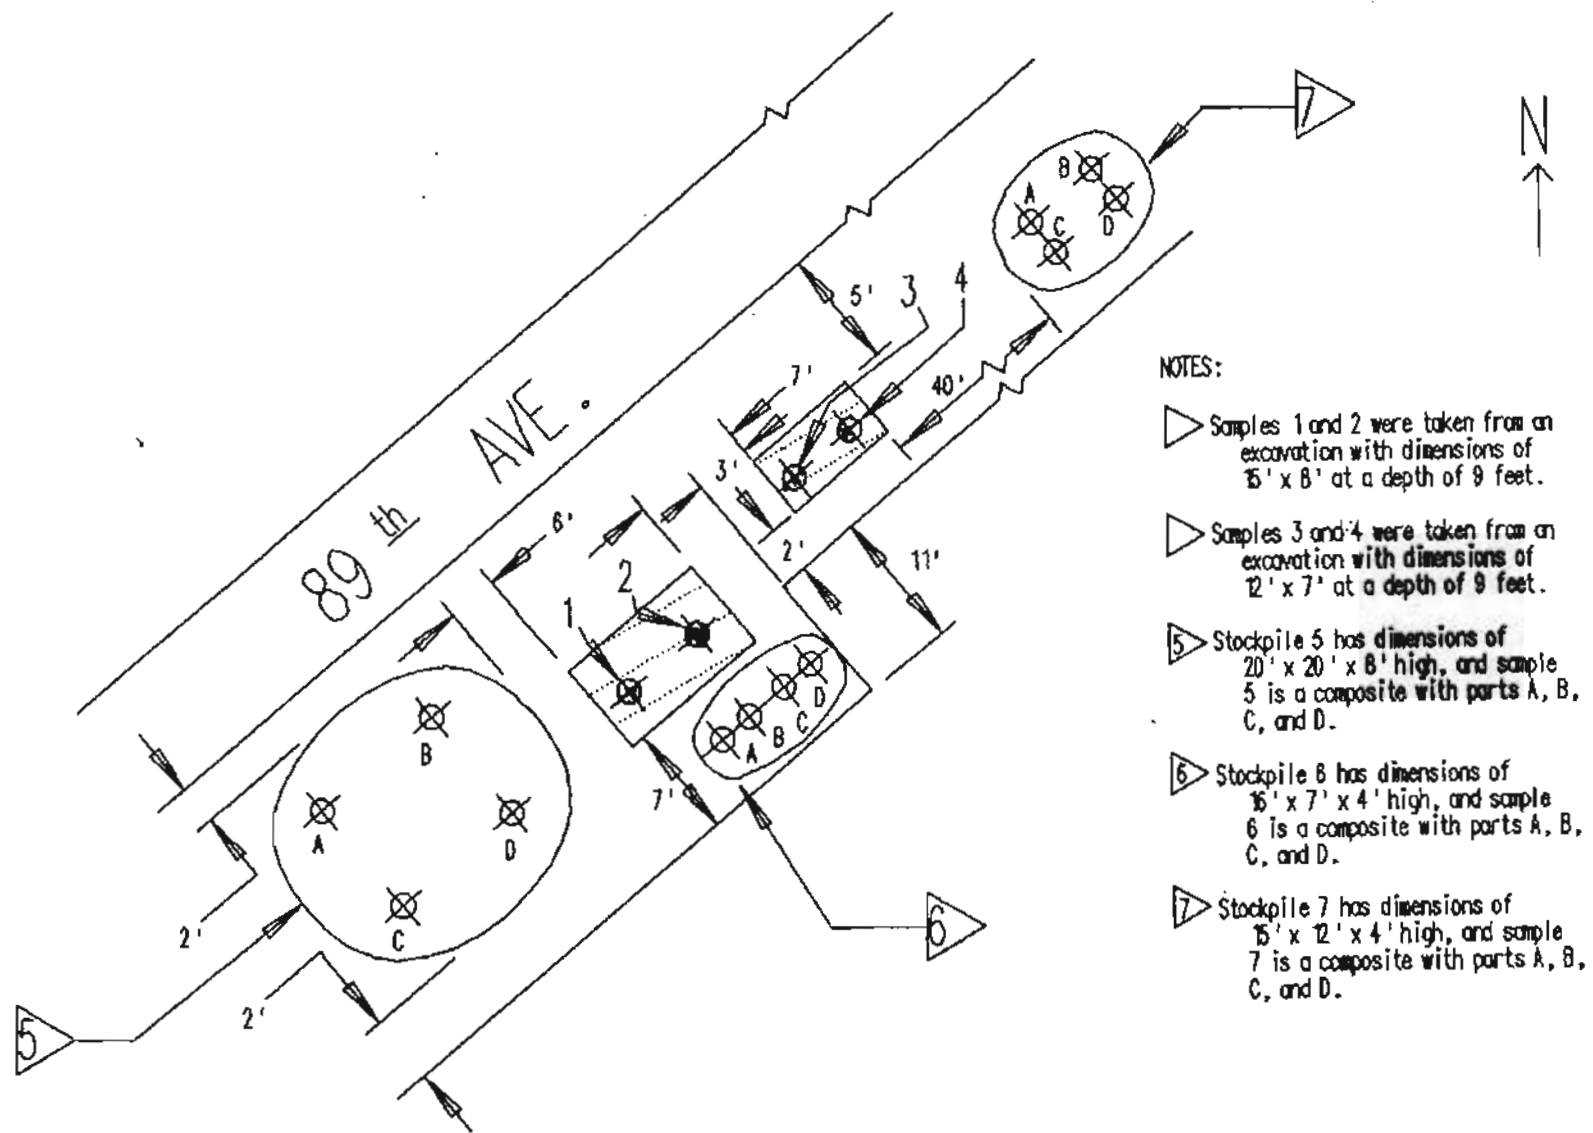 7
N
B
A
C
D
5'
3
4
7'
40'
3'
89 th AVE.
6'
2'
11'
2
1
B
A
D
C
D
C
B
A
7'
2'
2'
6
5
NOTES:
Samples 1 and 2 were taken from an
excavation with dimensions of
15' x 8' at a depth of 9 feet.
Samples 3 and 4 were taken from an
excavation with dimensions of
12' x 7' at a depth of 9 feet.
5 Stockpile 5 has dimensions of
20' x 20' x 8' high, and sample
5 is a composite with parts A, B,
C, and D.
6 Stockpile 6 has dimensions of
16' x 7' x 4' high, and sample
6 is a composite with parts A, B,
C, and D.
7 Stockpile 7 has dimensions of
15' x 12' x 4' high, and sample
7 is a composite with parts A, B,
C, and D.